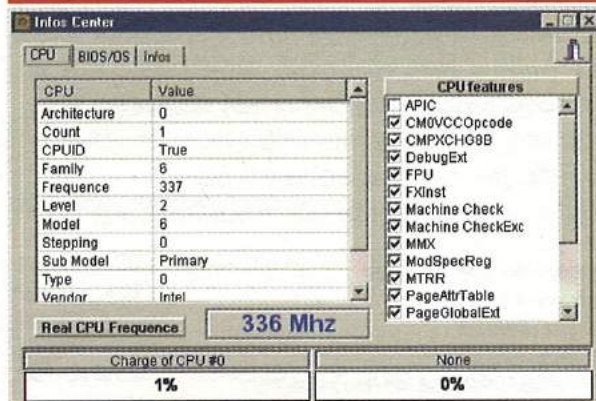 Infos Center
CPU BIOS/OS Infos
CPU Value
Architecture 0
Count 1
CPUID True
Family 6
Frequence 337
Level 2
Model 6
Stepping 0
Sub Model Primary
Type 0
Vendor Intel
Real CPU Frequence 336 Mhz
CPU features
APIC
CM0VCCOpcode
CMPXCHG8B
DebugExt
FPU
FXInst
Machine Check
Machine CheckExc
MMX
ModSpecReg
MTRR
PageAttrTable
PageGlobalExt
Charge of CPU #0 None
1% 0%